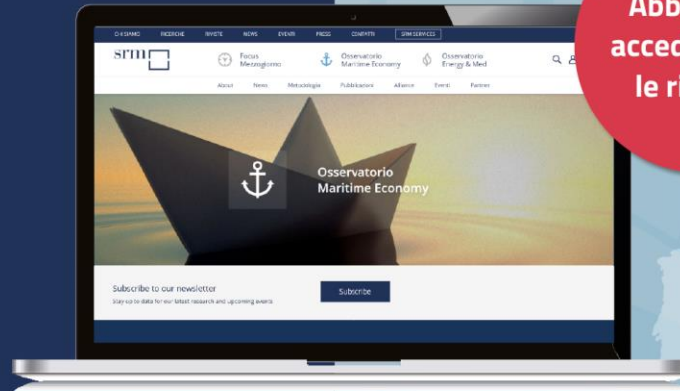 Abb
acced
le ri
CHI SIAMO RICERCHE RIVISTE NEWS EVENTI PRESS CONTATTI SRM SERVICES
srm
Focus
Mezzogiorno
Osservatorio
Maritime Economy
Osservatorio
Energy & Med
About News Metodologia Pubblicazioni Alliance Eventi Partner
Osservatorio
Maritime Economy
Subscribe to our newsletter
Stay up to date for our latest research and upcoming events
Subscribe